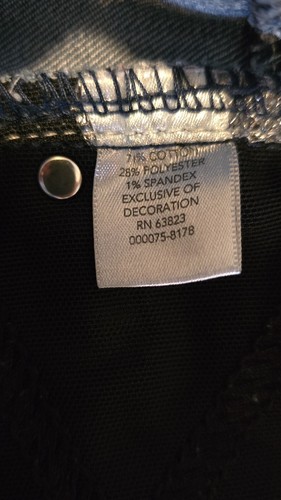 71% COTTON
28% POLYESTER
1% SPANDEX
EXCLUSIVE OF
DECORATION
RN 63823
000075-8178